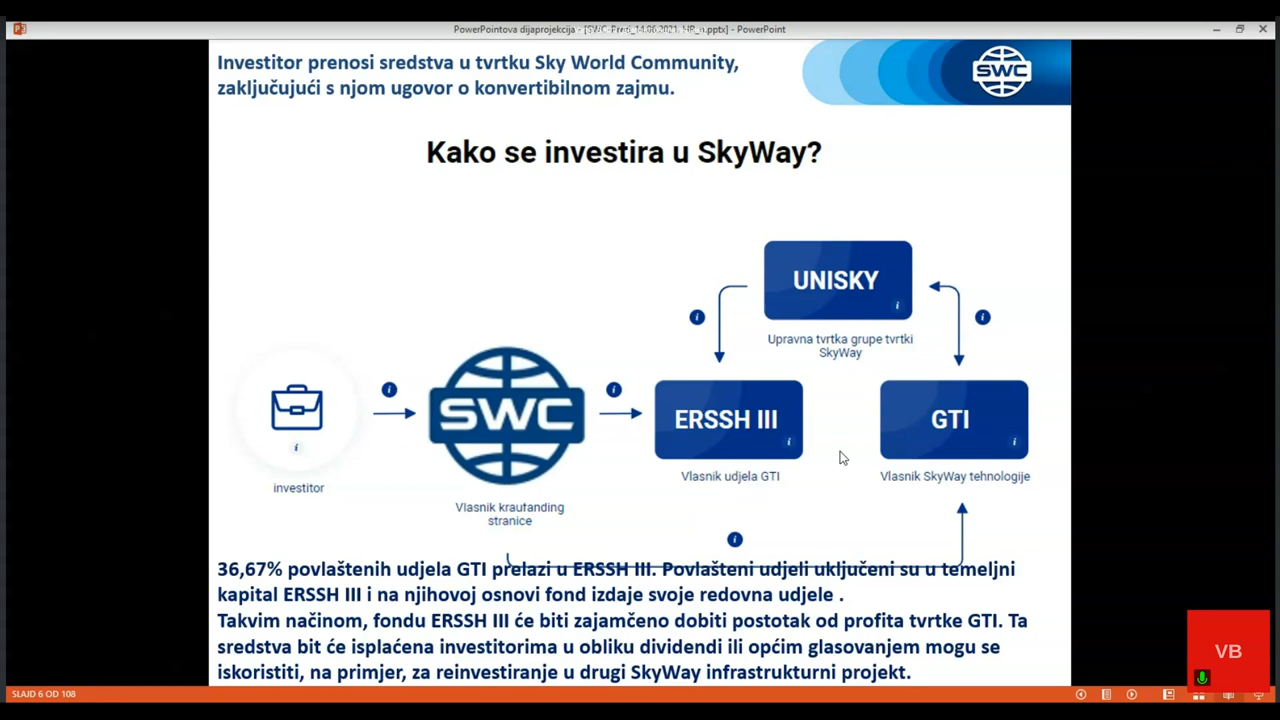 PowerPointova dijaprojekcija - [SWC-Prez_14.06.2021._HR_a.pptx] - PowerPoint
Investitor prenosi sredstva u tvrtku Sky World Community,
zaključujući s njom ugovor o konvertibilnom zajmu.
SWC
Kako se investira u SkyWay?
UNISKY
Upravna tvrtka grupe tvrtki
SkyWay
investitor
SWC
Vlasnik kraufanding
stranice
ERSSH III
Vlasnik udjela GTI
GTI
Vlasnik SkyWay tehnologije
36,67% povlaštenih udjela GTI prelazi u ERSSH III. Povlašteni udjeli uključeni su u temeljni
kapital ERSSH III i na njihovoj osnovi fond izdaje svoje redovna udjele .
Takvim načinom, fondu ERSSH III će biti zajamčeno dobiti postotak od profita tvrtke GTI. Ta
sredstva bit će isplaćena investitorima u obliku dividendi ili općim glasovanjem mogu se
iskoristiti, na primjer, za reinvestiranje u drugi SkyWay infrastrukturni projekt.
VB
SLAJD 6 OD 108